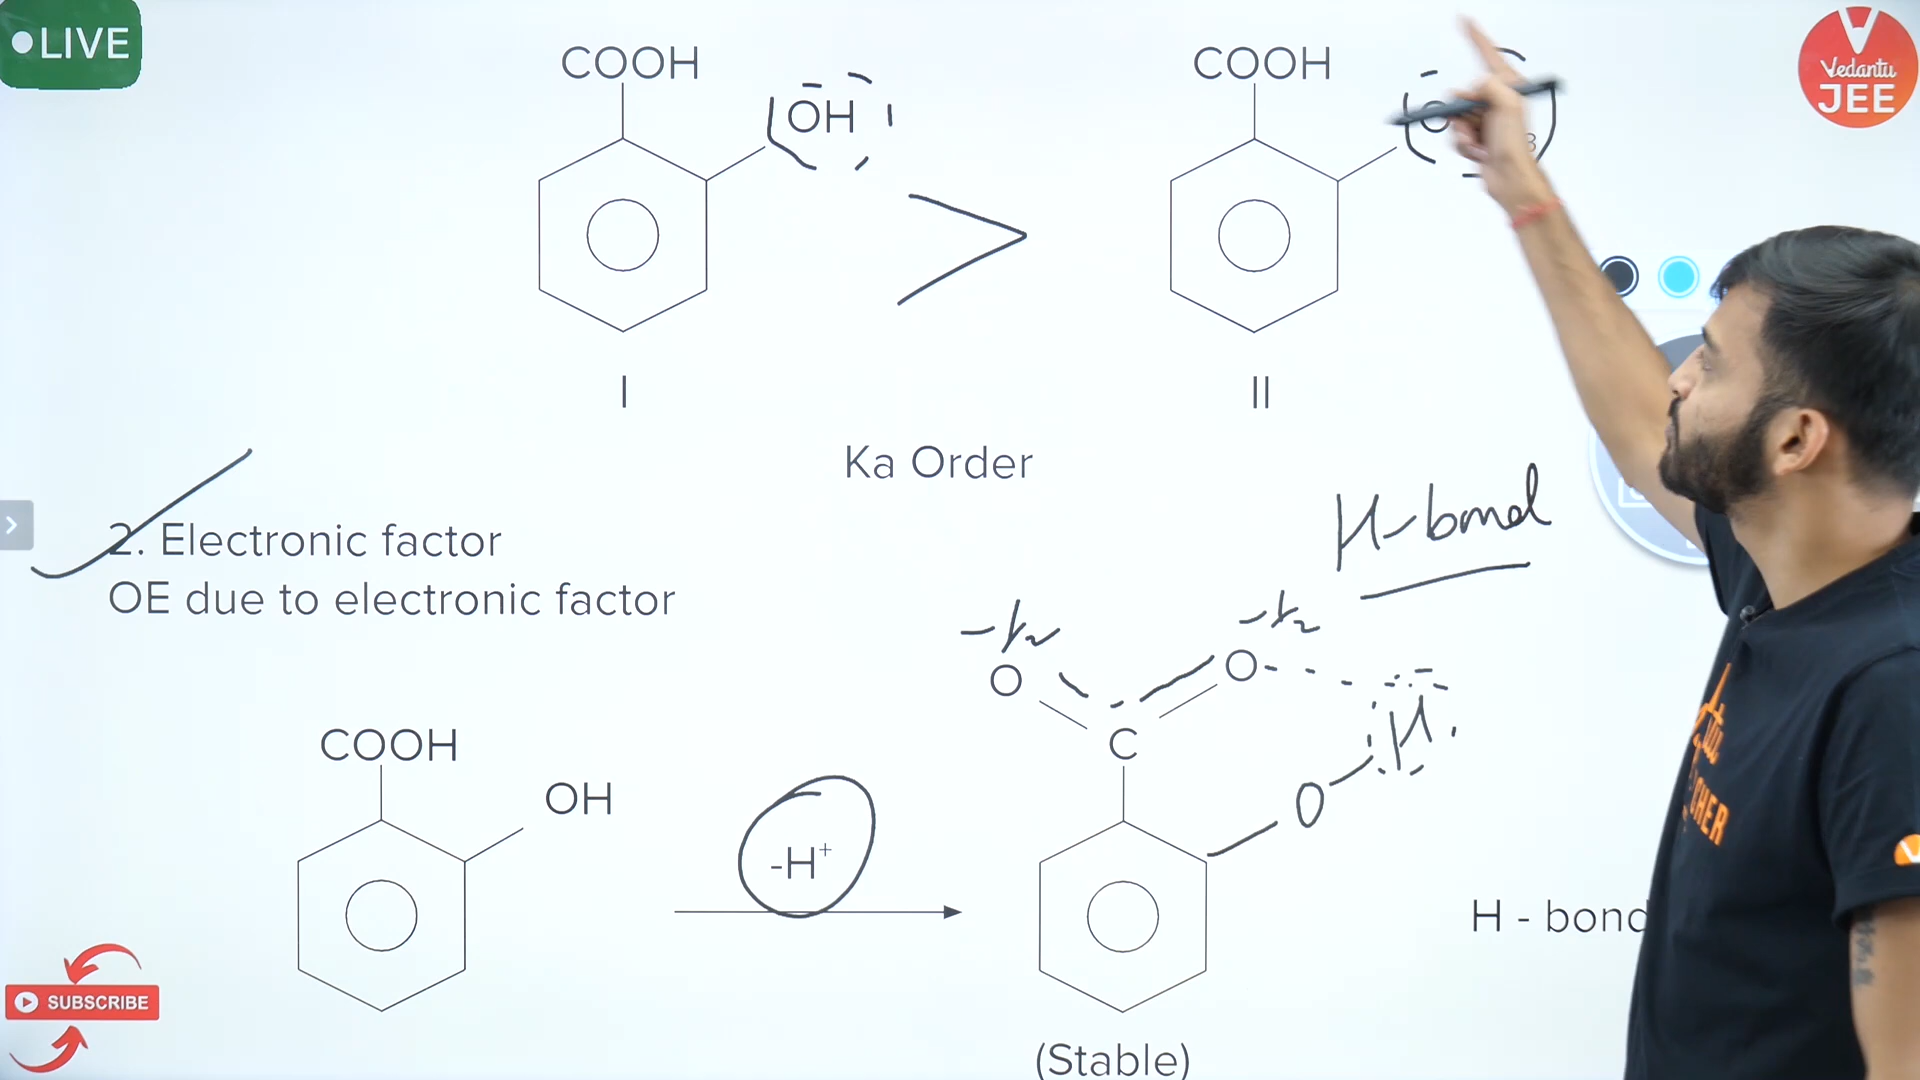 LIVE
COOH
OH
COOH
O
3
Vedantu
JEE
I
II
Ka Order
H-bond
2. Electronic factor
OE due to electronic factor
-1/2
-1/2
O
O
H
C
COOH
OH
O
-H⁺
H - bond
SUBSCRIBE
(Stable)